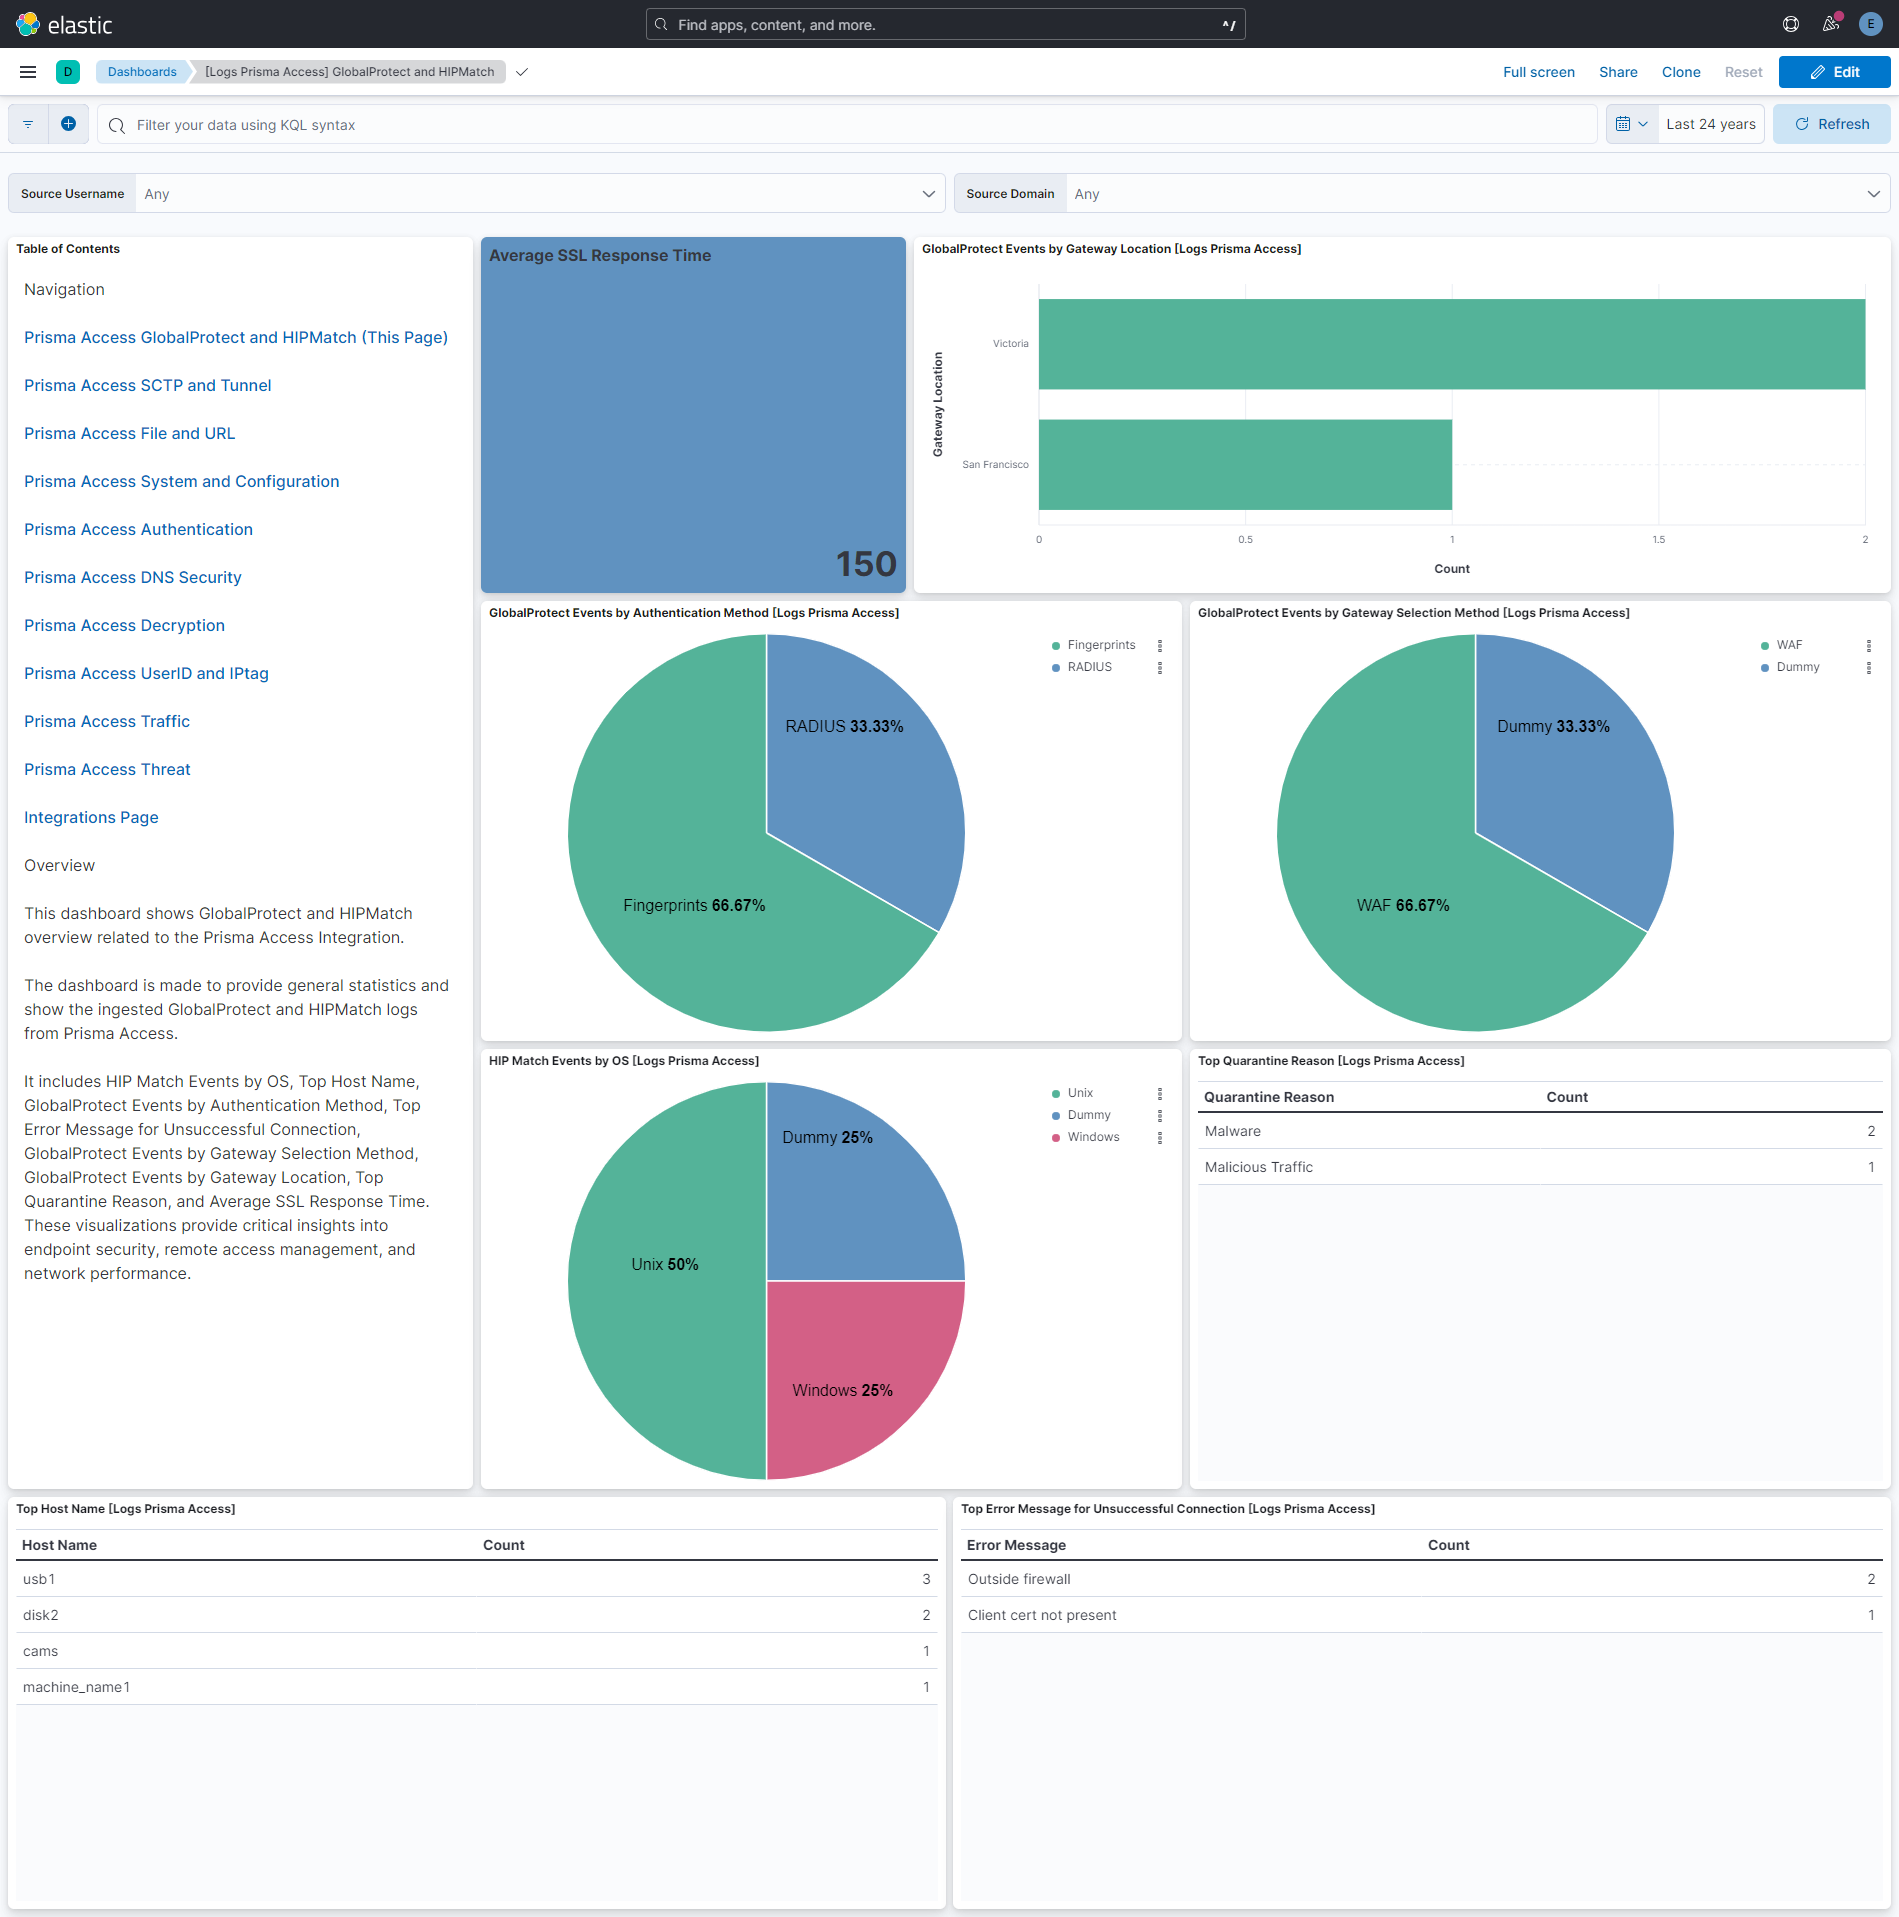 elastic
Find apps, content, and more.
^/
E
D
Dashboards
[Logs Prisma Access] GlobalProtect and HIPMatch
Full screen
Share
Clone
Reset
Edit
Filter your data using KQL syntax
Last 24 years
Refresh
Source Username
Any
Source Domain
Any
Table of Contents
Navigation
Prisma Access GlobalProtect and HIPMatch (This Page)
Prisma Access SCTP and Tunnel
Prisma Access File and URL
Prisma Access System and Configuration
Prisma Access Authentication
Prisma Access DNS Security
Prisma Access Decryption
Prisma Access UserID and IPtag
Prisma Access Traffic
Prisma Access Threat
Integrations Page
Overview
This dashboard shows GlobalProtect and HIPMatch
overview related to the Prisma Access Integration.
The dashboard is made to provide general statistics and
show the ingested GlobalProtect and HIPMatch logs
from Prisma Access.
It includes HIP Match Events by OS, Top Host Name,
GlobalProtect Events by Authentication Method, Top
Error Message for Unsuccessful Connection,
GlobalProtect Events by Gateway Selection Method,
GlobalProtect Events by Gateway Location, Top
Quarantine Reason, and Average SSL Response Time.
These visualizations provide critical insights into
endpoint security, remote access management, and
network performance.
Average SSL Response Time
150
GlobalProtect Events by Gateway Location [Logs Prisma Access]
Gateway Location
Victoria
San Francisco
0
0.5
1
1.5
2
Count
GlobalProtect Events by Authentication Method [Logs Prisma Access]
Fingerprints
RADIUS
RADIUS 33.33%
Fingerprints 66.67%
GlobalProtect Events by Gateway Selection Method [Logs Prisma Access]
WAF
Dummy
Dummy 33.33%
WAF 66.67%
HIP Match Events by OS [Logs Prisma Access]
Unix
Dummy
Windows
Dummy 25%
Unix 50%
Windows 25%
Top Quarantine Reason [Logs Prisma Access]
Quarantine Reason Count
Malware 2
Malicious Traffic 1
Top Host Name [Logs Prisma Access]
Host Name Count
usb1 3
disk2 2
cams 1
machine_name1 1
Top Error Message for Unsuccessful Connection [Logs Prisma Access]
Error Message Count
Outside firewall 2
Client cert not present 1